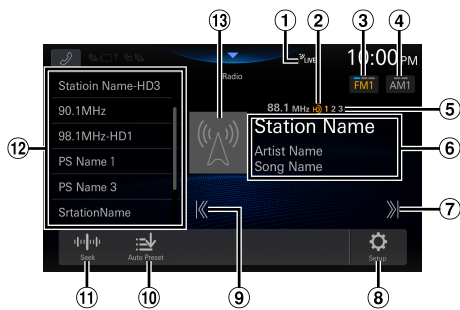 13 1 2 3 4
LIVE
10:00PM
Radio
FM1 AM1
88.1 MHz HD 1 2 3
5
Statioin Name-HD3
90.1MHz
98.1MHz-HD1
PS Name 1
PS Name 3
SrtationName
12
Station Name
Artist Name
Song Name
6
7
Seek
Auto Preset
Setup
11 10 9 8